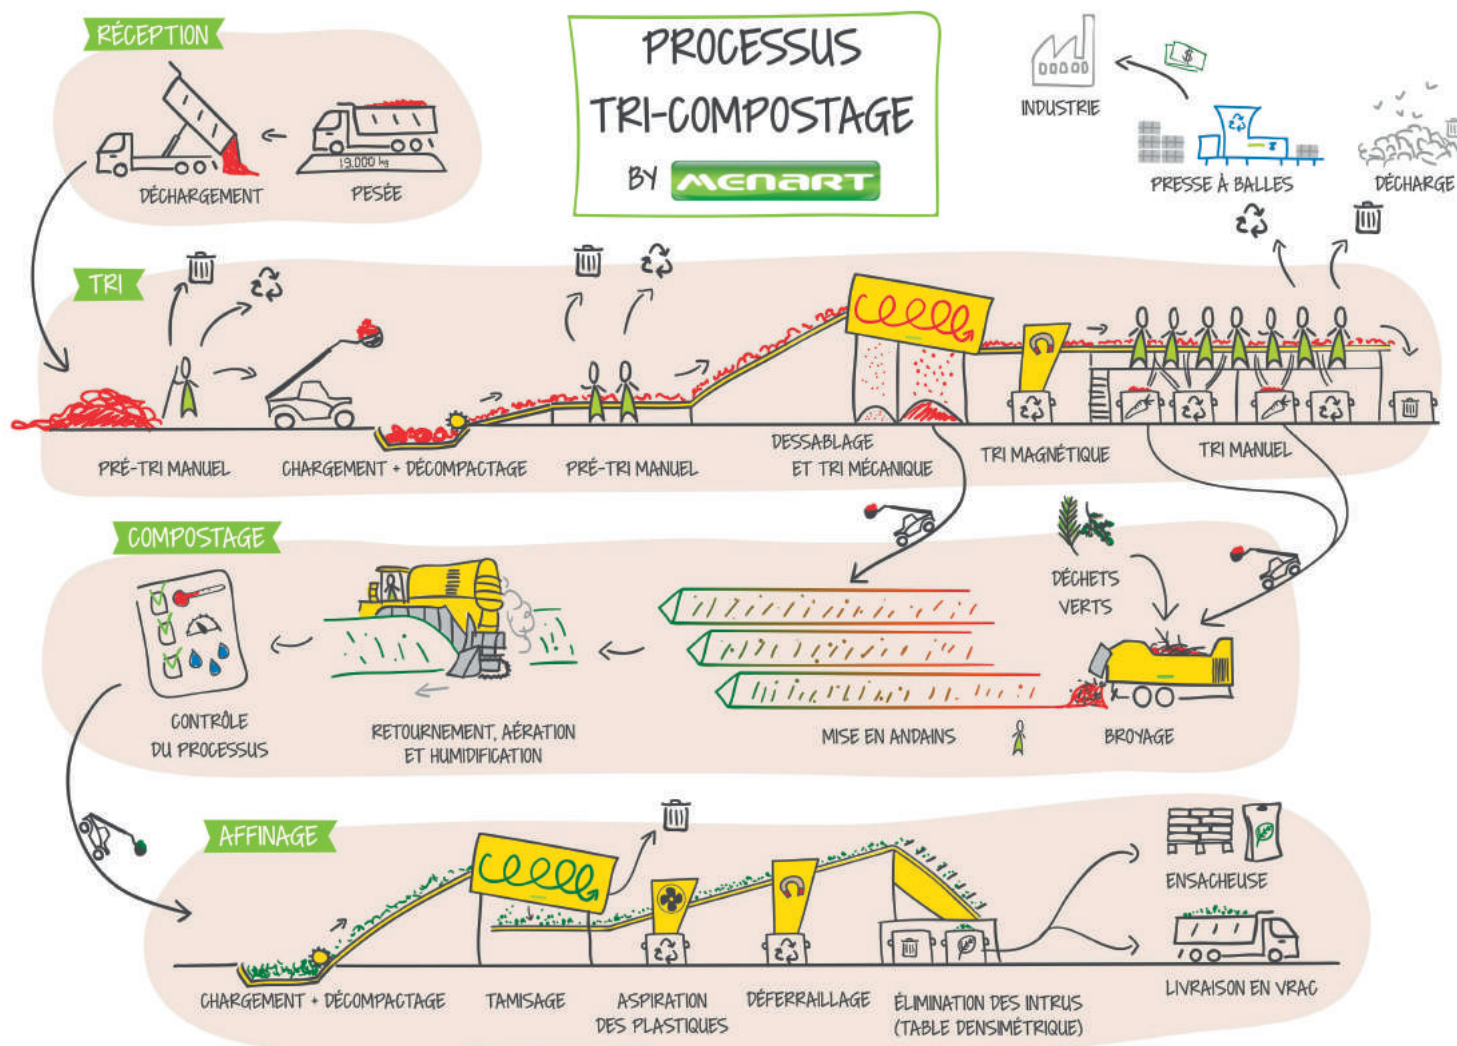 PROCESSUS
TRI-COMPOSTAGE
BY MENART
RÉCEPTION
19.000 kg
DÉCHARGEMENT
PESÉE
$
INDUSTRIE
PRESSE À BALLES
DÉCHARGE
TRI
PRÉ-TRI MANUEL
CHARGEMENT + DÉCOMPACTAGE
PRÉ-TRI MANUEL
DESSABLAGE
ET TRI MÉCANIQUE
TRI MAGNÉTIQUE
TRI MANUEL
COMPOSTAGE
DÉCHETS
VERTS
CONTRÔLE
DU PROCESSUS
RETOURNEMENT, AÉRATION
ET HUMIDIFICATION
MISE EN ANDAINS
BROYAGE
AFFINAGE
CHARGEMENT + DÉCOMPACTAGE
TAMISAGE
ASPIRATION
DES PLASTIQUES
DÉFERRAILLAGE
ÉLIMINATION DES INTRUS
(TABLE DENSIMÉTRIQUE)
ENSACHEUSE
LIVRAISON EN VRAC